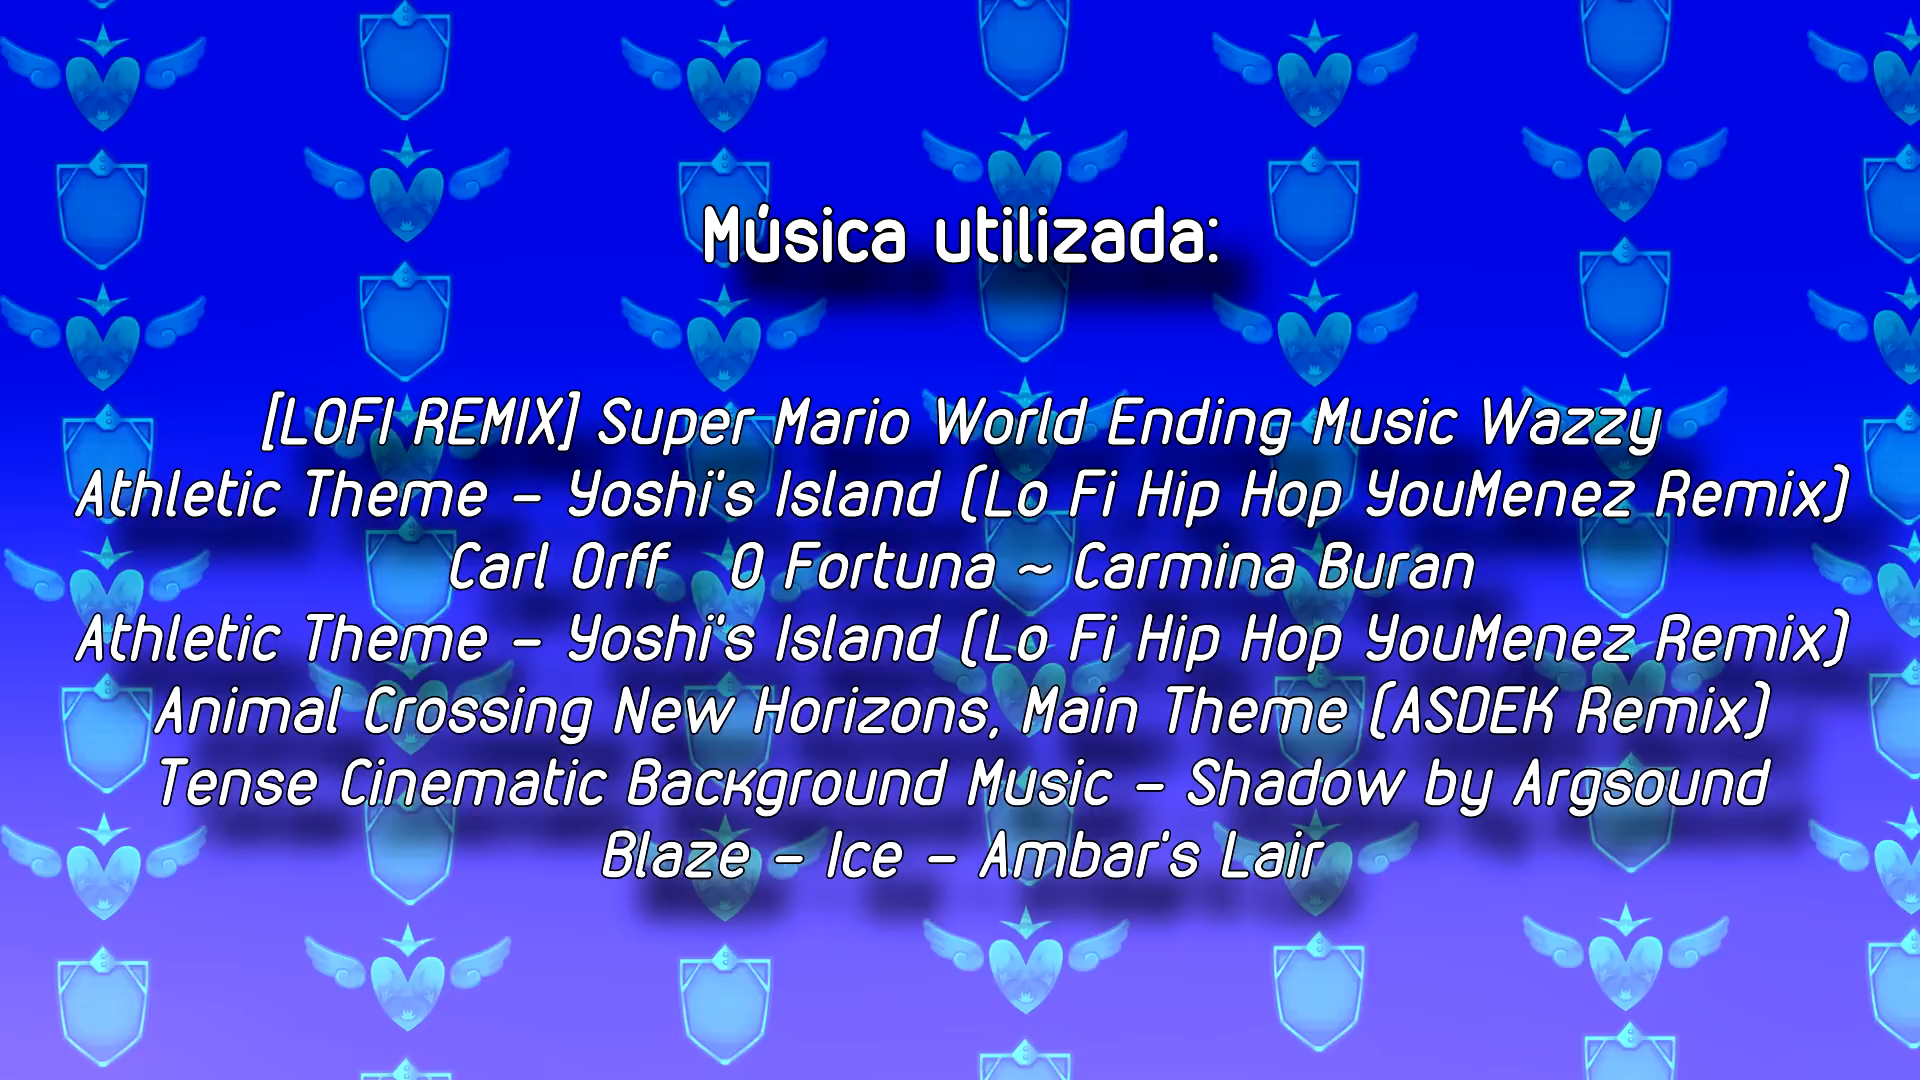 Música utilizada:
[LOFI REMIX] Super Mario World Ending Music Wazzy
Athletic Theme - Yoshi's Island (Lo Fi Hip Hop YouMenez Remix)
Carl Orff   O Fortuna ~ Carmina Buran
Athletic Theme - Yoshi's Island (Lo Fi Hip Hop YouMenez Remix)
Animal Crossing New Horizons, Main Theme (ASDEK Remix)
Tense Cinematic Background Music - Shadow by Argsound
Blaze - Ice - Ambar's Lair